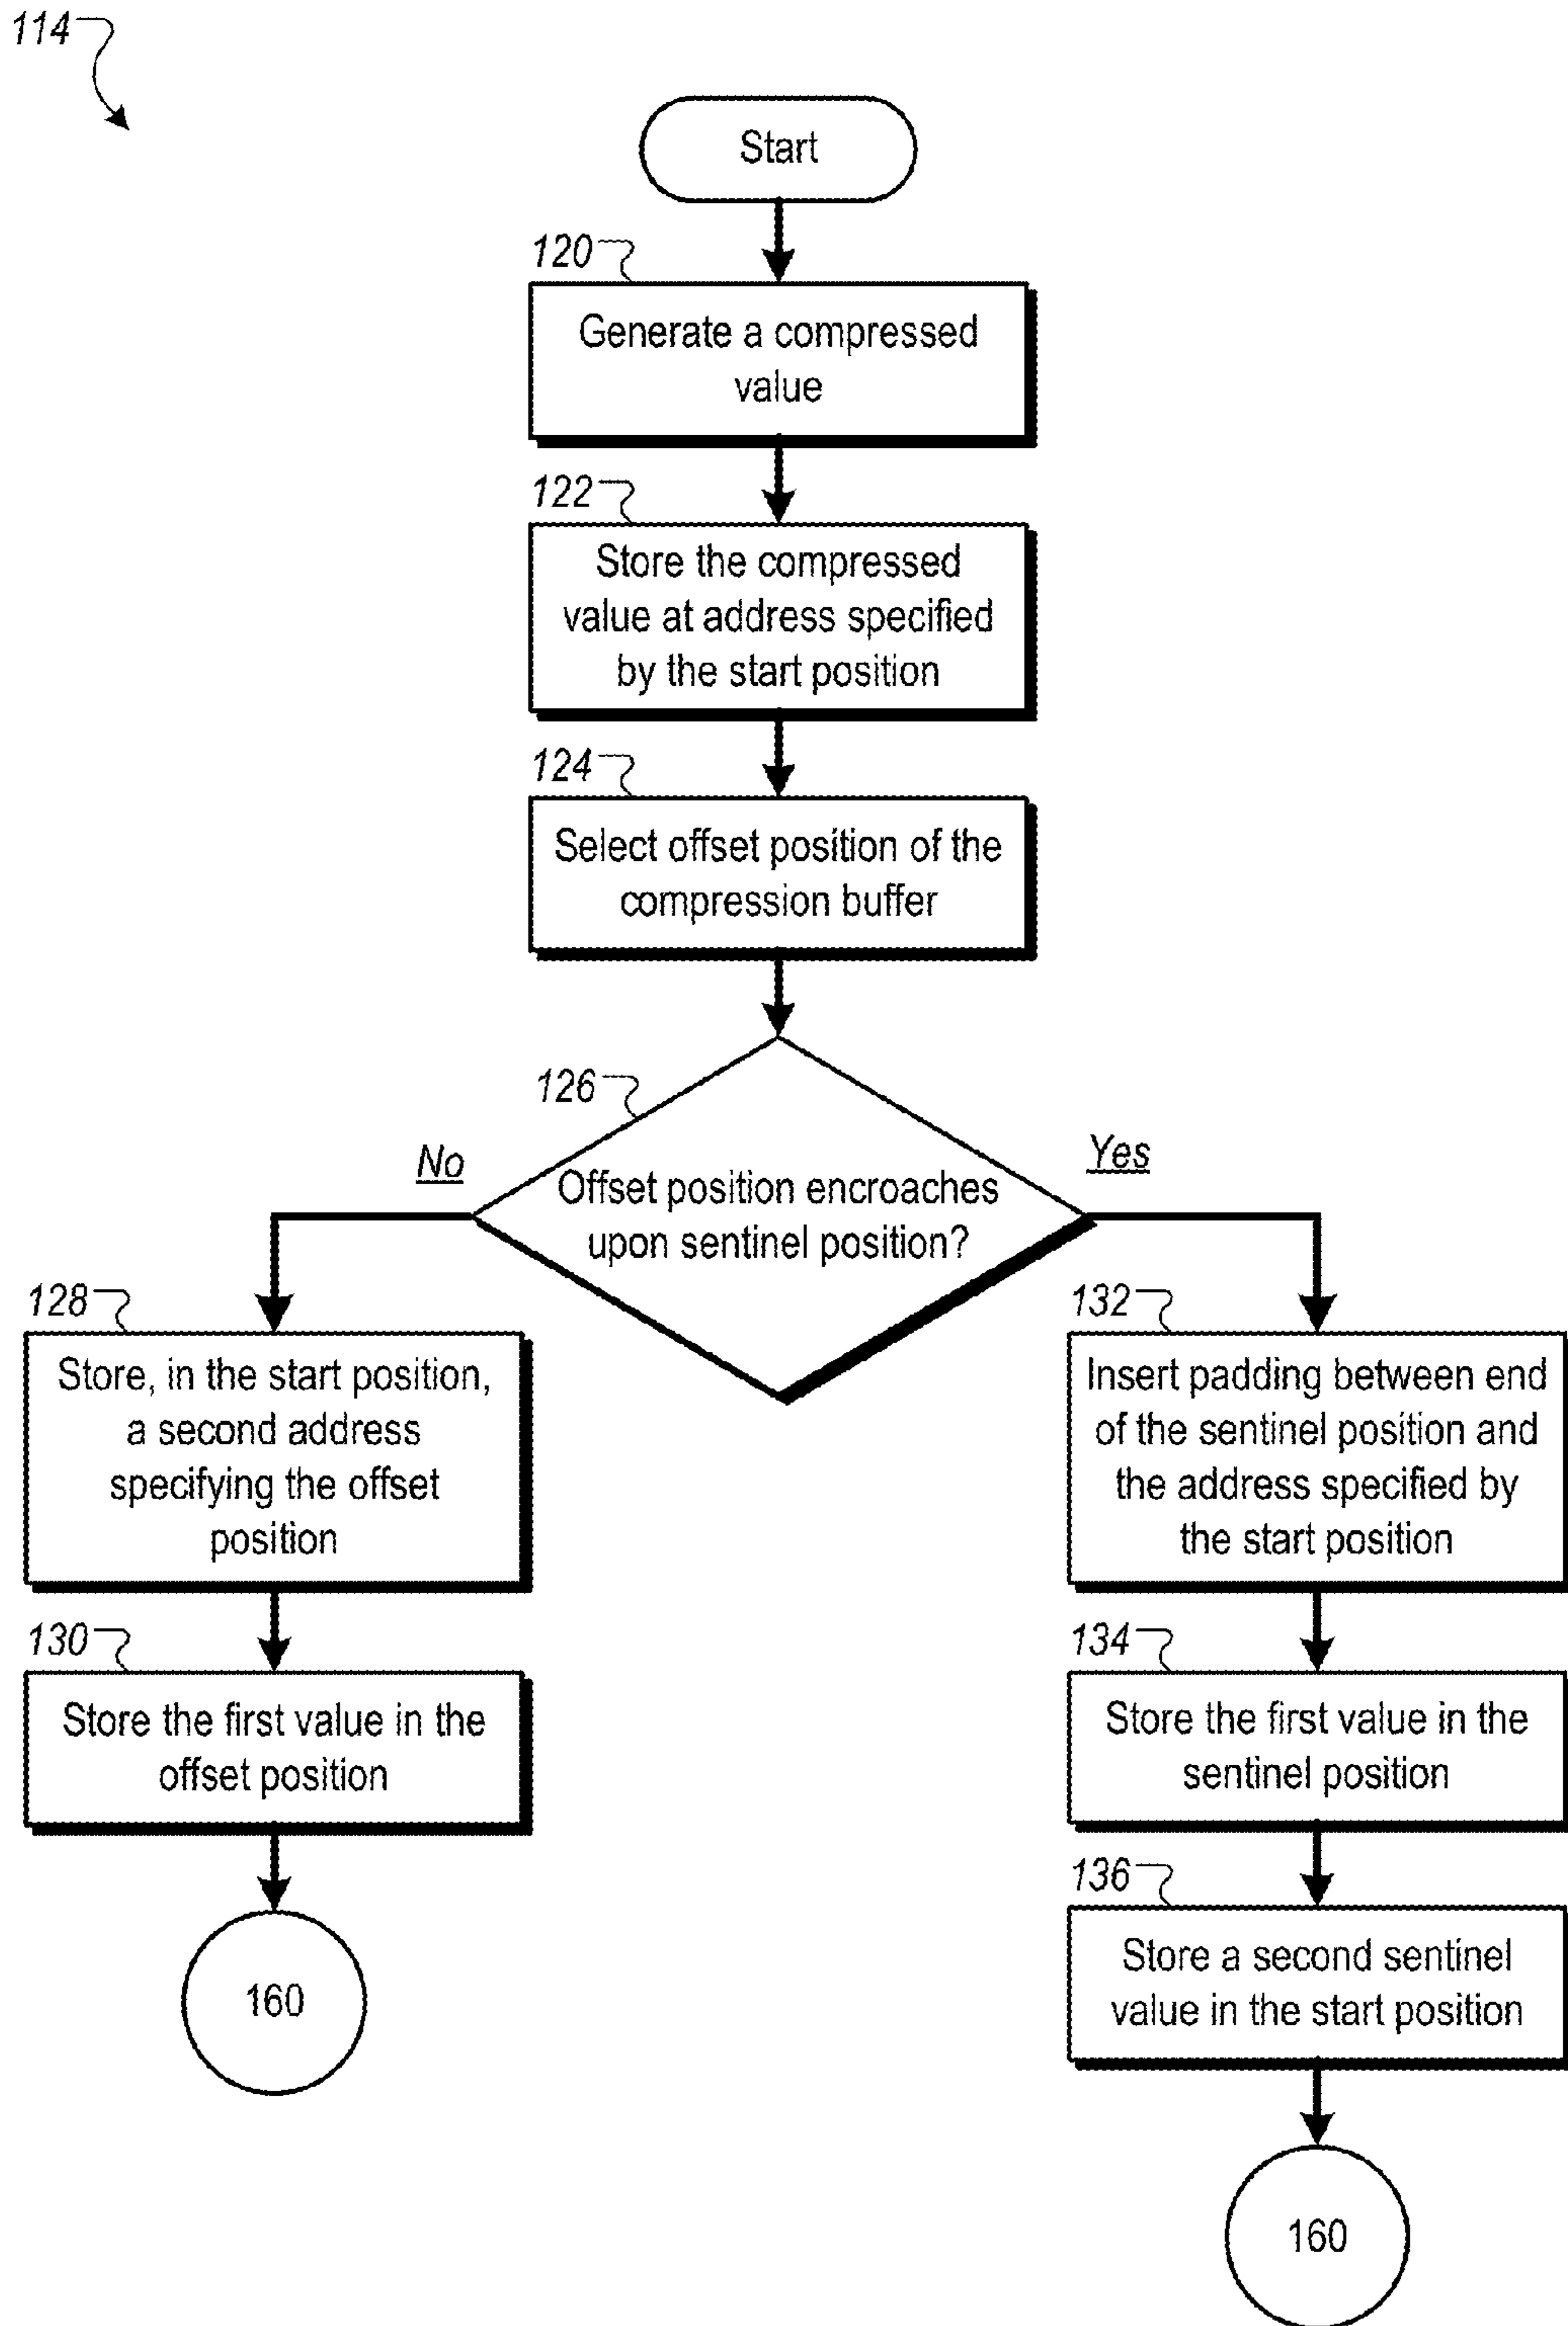 114
Start
120
Generate a compressed
value
122
Store the compressed
value at address specified
by the start position
124
Select offset position of the
compression buffer
126
No
Yes
Offset position encroaches
upon sentinel position?
128
Store, in the start position,
a second address
specifying the offset
position
130
Store the first value in the
offset position
160
132
Insert padding between end
of the sentinel position and
the address specified by
the start position
134
Store the first value in the
sentinel position
136
Store a second sentinel
value in the start position
160